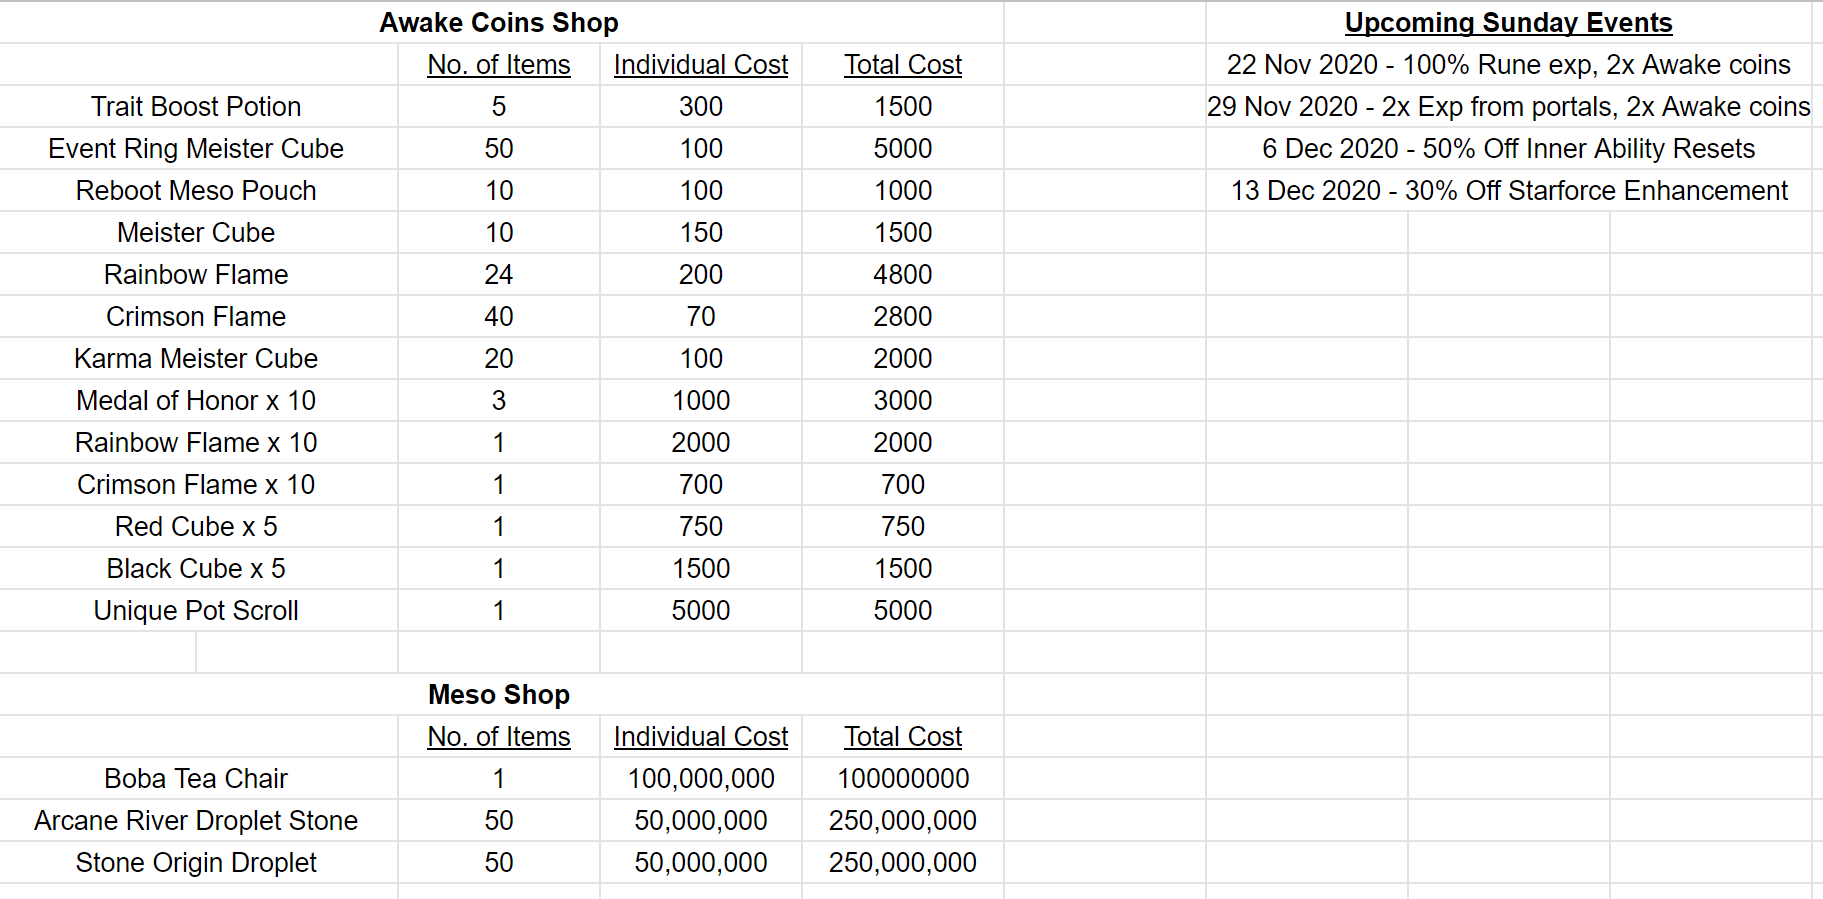 Awake Coins Shop
No. of Items Individual Cost Total Cost
Trait Boost Potion 5 300 1500
Event Ring Meister Cube 50 100 5000
Reboot Meso Pouch 10 100 1000
Meister Cube 10 150 1500
Rainbow Flame 24 200 4800
Crimson Flame 40 70 2800
Karma Meister Cube 20 100 2000
Medal of Honor x 10 3 1000 3000
Rainbow Flame x 10 1 2000 2000
Crimson Flame x 10 1 700 700
Red Cube x 5 1 750 750
Black Cube x 5 1 1500 1500
Unique Pot Scroll 1 5000 5000
Meso Shop
No. of Items Individual Cost Total Cost
Boba Tea Chair 1 100,000,000 100000000
Arcane River Droplet Stone 50 50,000,000 250,000,000
Stone Origin Droplet 50 50,000,000 250,000,000
Upcoming Sunday Events
22 Nov 2020 - 100% Rune exp, 2x Awake coins
29 Nov 2020 - 2x Exp from portals, 2x Awake coins
6 Dec 2020 - 50% Off Inner Ability Resets
13 Dec 2020 - 30% Off Starforce Enhancement